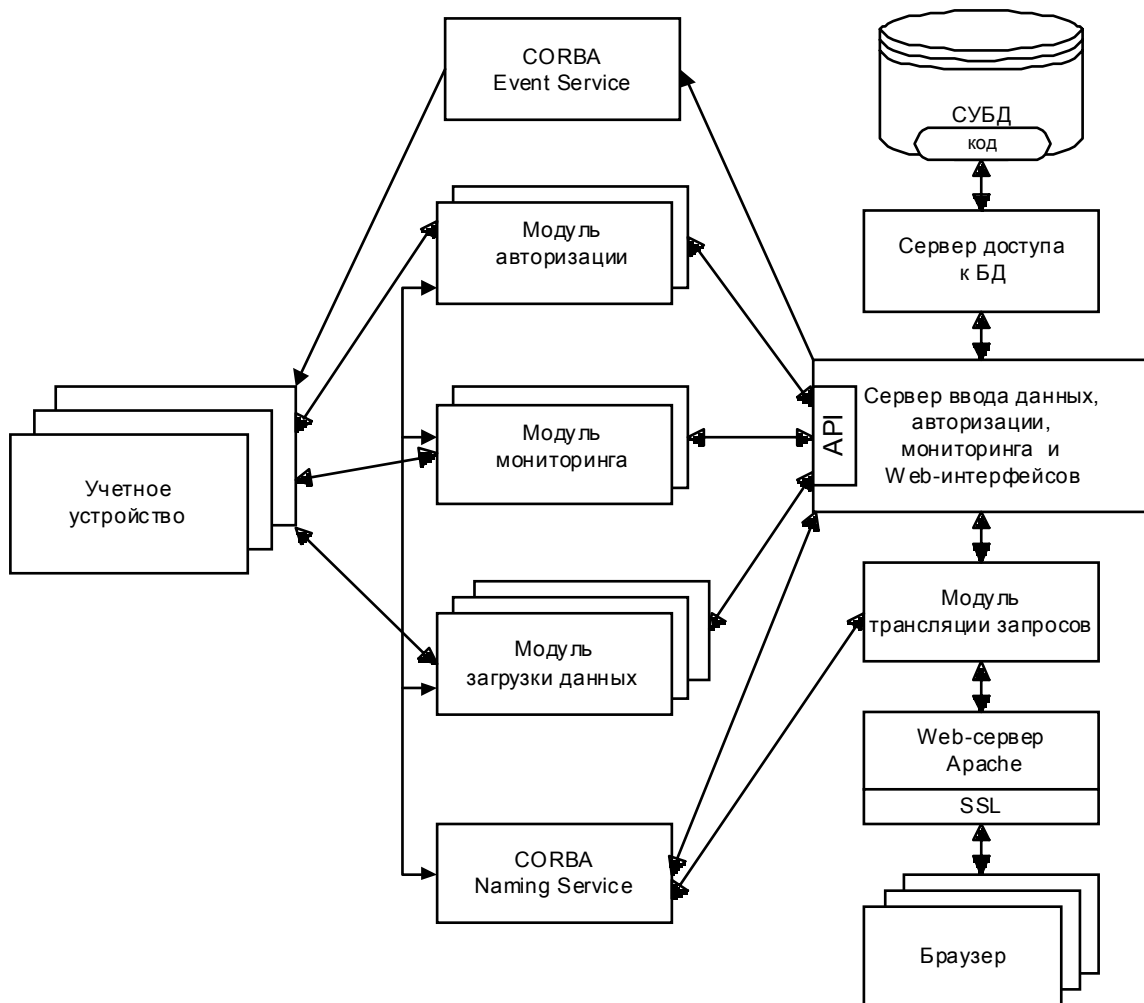 CORBA
Event Service
СУБД
код
Модуль
авторизации
Сервер доступа
к БД
Сервер ввода данных,
авторизации,
мониторинга и
Web-интерфейсов
API
Модуль
мониторинга
Учетное
устройство
Модуль
трансляции запросов
Модуль
загрузки данных
Web-сервер
Apache
SSL
CORBA
Naming Service
Браузер